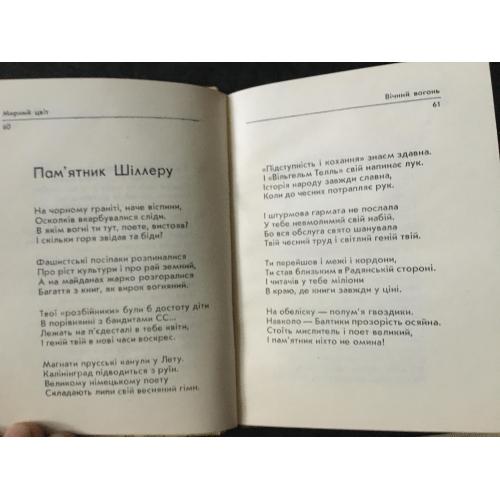 Мирний цвіт
60
Пам'ятник Шіллеру
На чорному граніті, наче віспини,
Осколків вкарбувалися сліди.
В якім вогні ти тут, поете, вистояв?
І скільки горя звідав та біди?
Фашистські посіпаки розпиналися
Про ріст культури і про рай земний,
А на майданах жарко розгоралися
Багаття з книг, як вирок вогняний.
Твої «розбійники» були б достоту діти
В порівнянні з бандитами СС...
Лежать на п'єдесталі в тебе квіти,
І геній твій в нові часи воскрес.
Магнати прусські канули у Лету.
Калінінград підводиться з руїн.
Великому німецькому поету
Складають липи свій весняний гімн.
Вічний вогонь
61
«Підступність і кохання» знаєм здавна.
І «Вільгельм Телль» свій напинає лук.
Історія народу завжди славна,
Коли до чесних потрапляє рук.
І штурмова гармата не послала
У тебе невмолимий свій набій,
Бо вся обслуга свято шанувала
Твій чесний труд і світлий геній твій.
Ти перейшов і межі і кордони,
Ти став близьким в Радянській стороні.
І читачів у тебе міліони
В краю, де книги завжди у ціні.
На обеліску — полум'я гвоздики.
Навколо — Балтики прозорість осяйна.
Стоїть мислитель і поет великий,
І пам'ятник ніхто не омина!